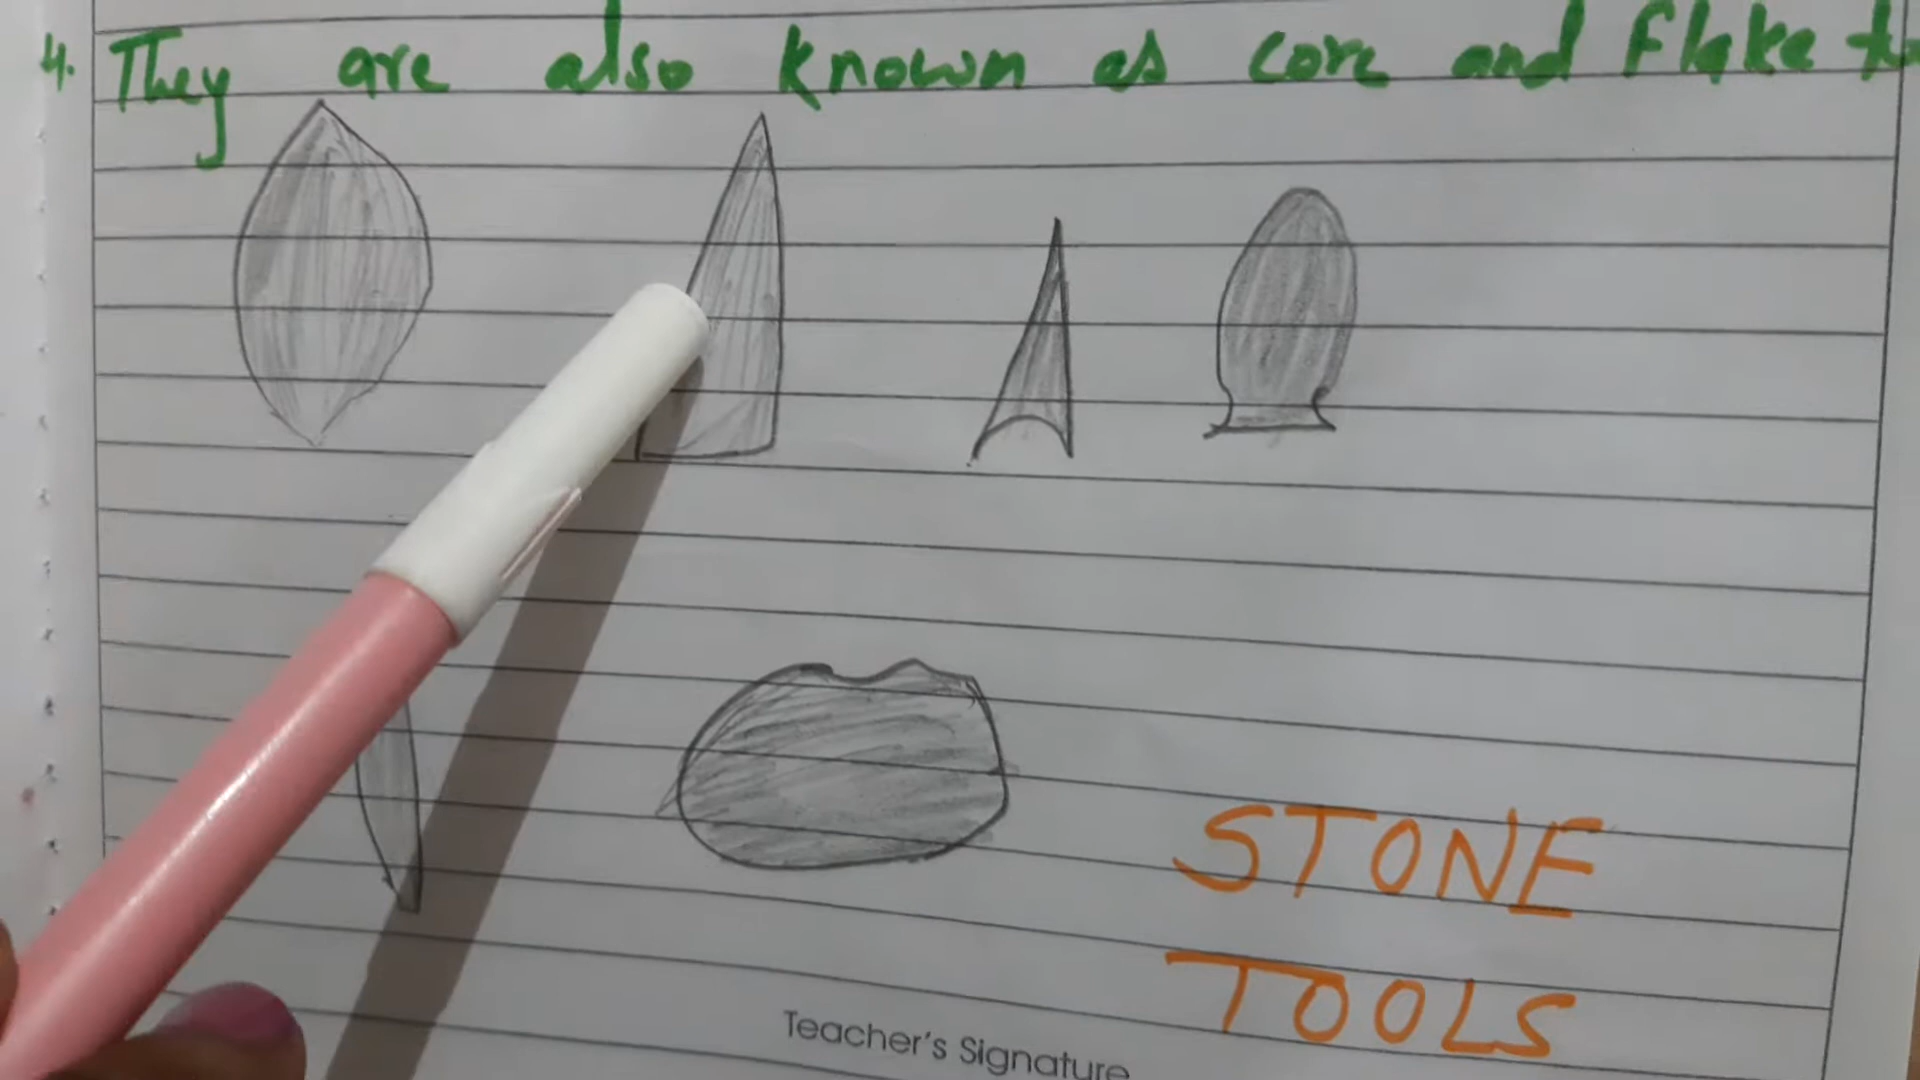 4. They are also known as core and Flake
STONE
TOOLS
Teacher's Signature